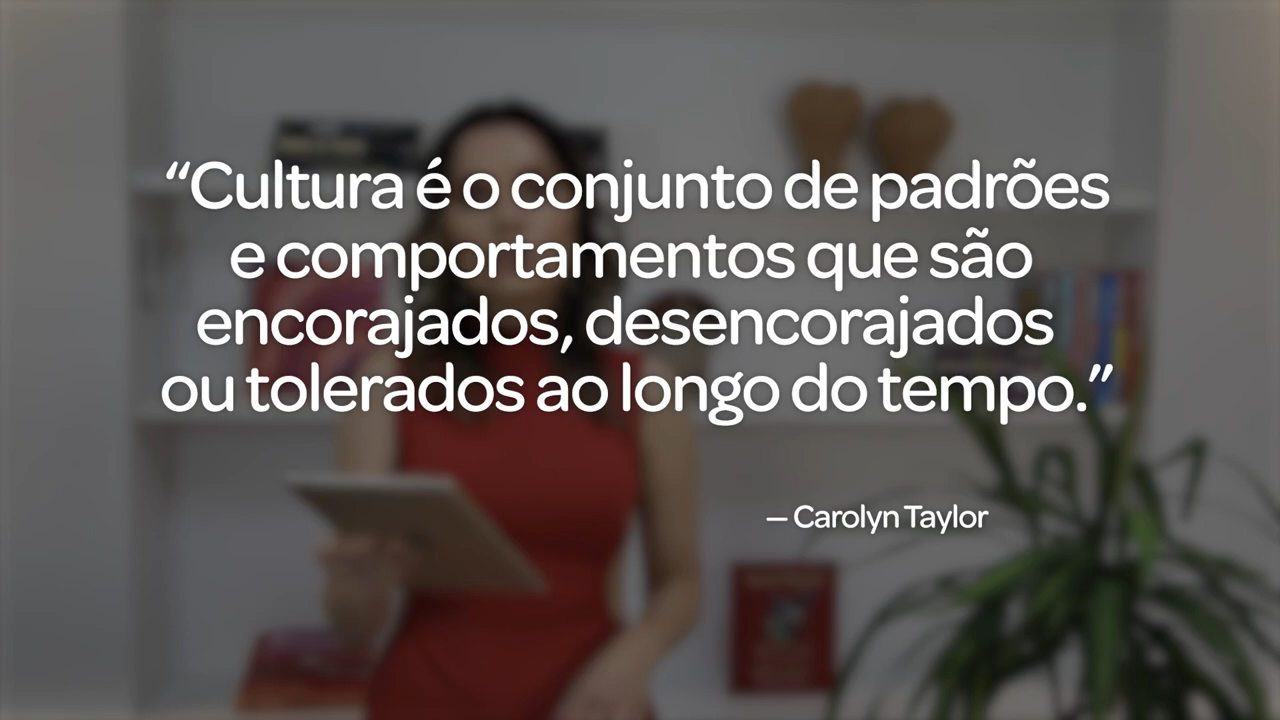 “Cultura é o conjunto de padrões
e comportamentos que são
encorajados, desencorajados
ou tolerados ao longo do tempo.”
– Carolyn Taylor